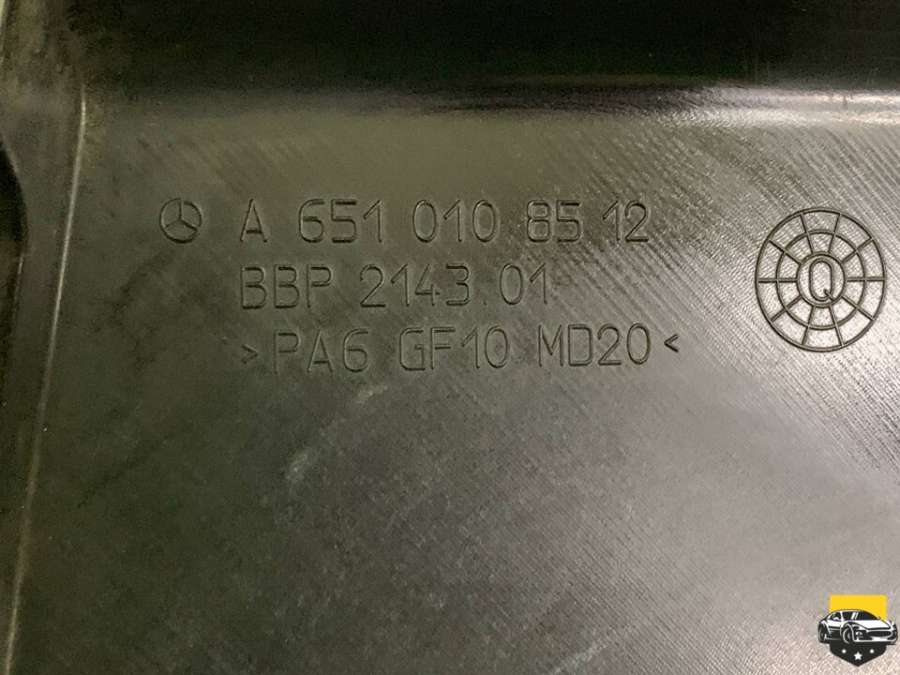 A 651 010 85 12
BBP 2143.01
>PA6 GF10 MD20<
Q